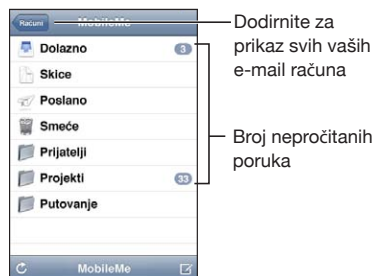 Računi
MobileMe
Dolazno 3
Skice
Poslano
Smeće
Prijatelji
Projekti 33
Putovanje
MobileMe
Dodirnite za
prikaz svih vaših
e-mail računa
Broj nepročitanih
poruka